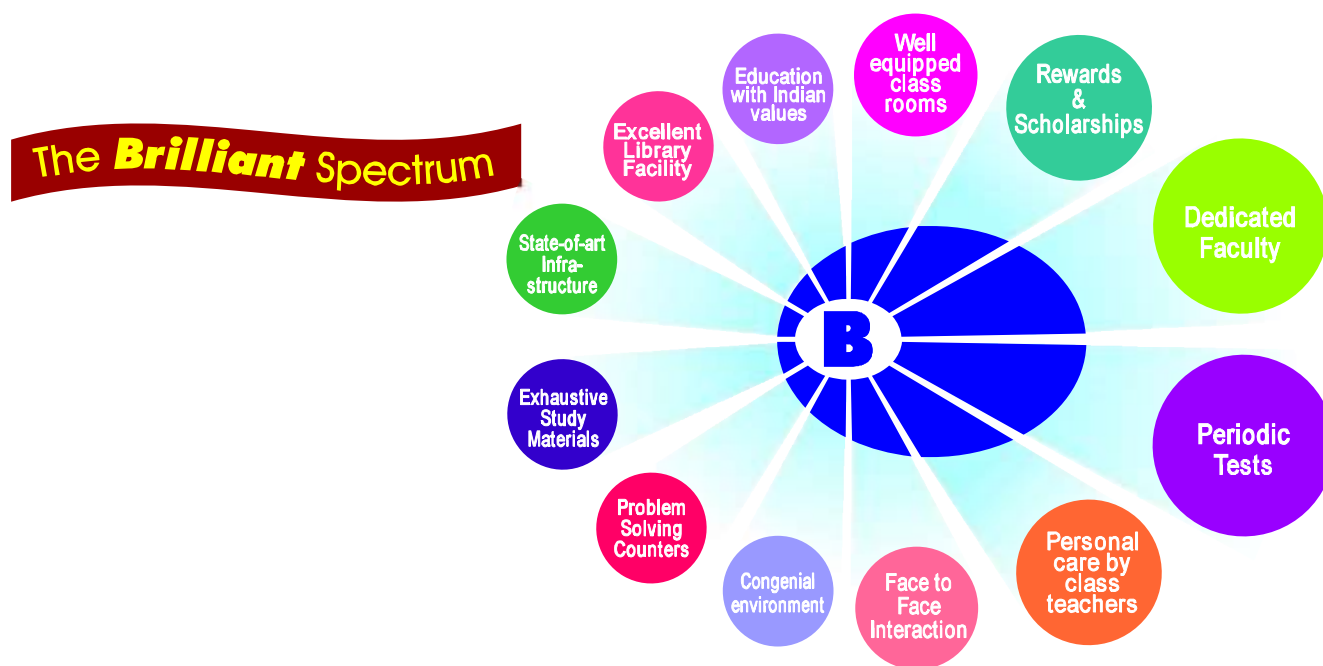 The Brilliant Spectrum
Well
equipped
class
rooms
Rewards
&
Scholarships
Dedicated
Faculty
Periodic
Tests
Personal
care by
class
teachers
Face to
Face
Interaction
Congenial
environment
Problem
Solving
Counters
Exhaustive
Study
Materials
State-of-art
Infra-
structure
Excellent
Library
Facility
Education
with Indian
values
B